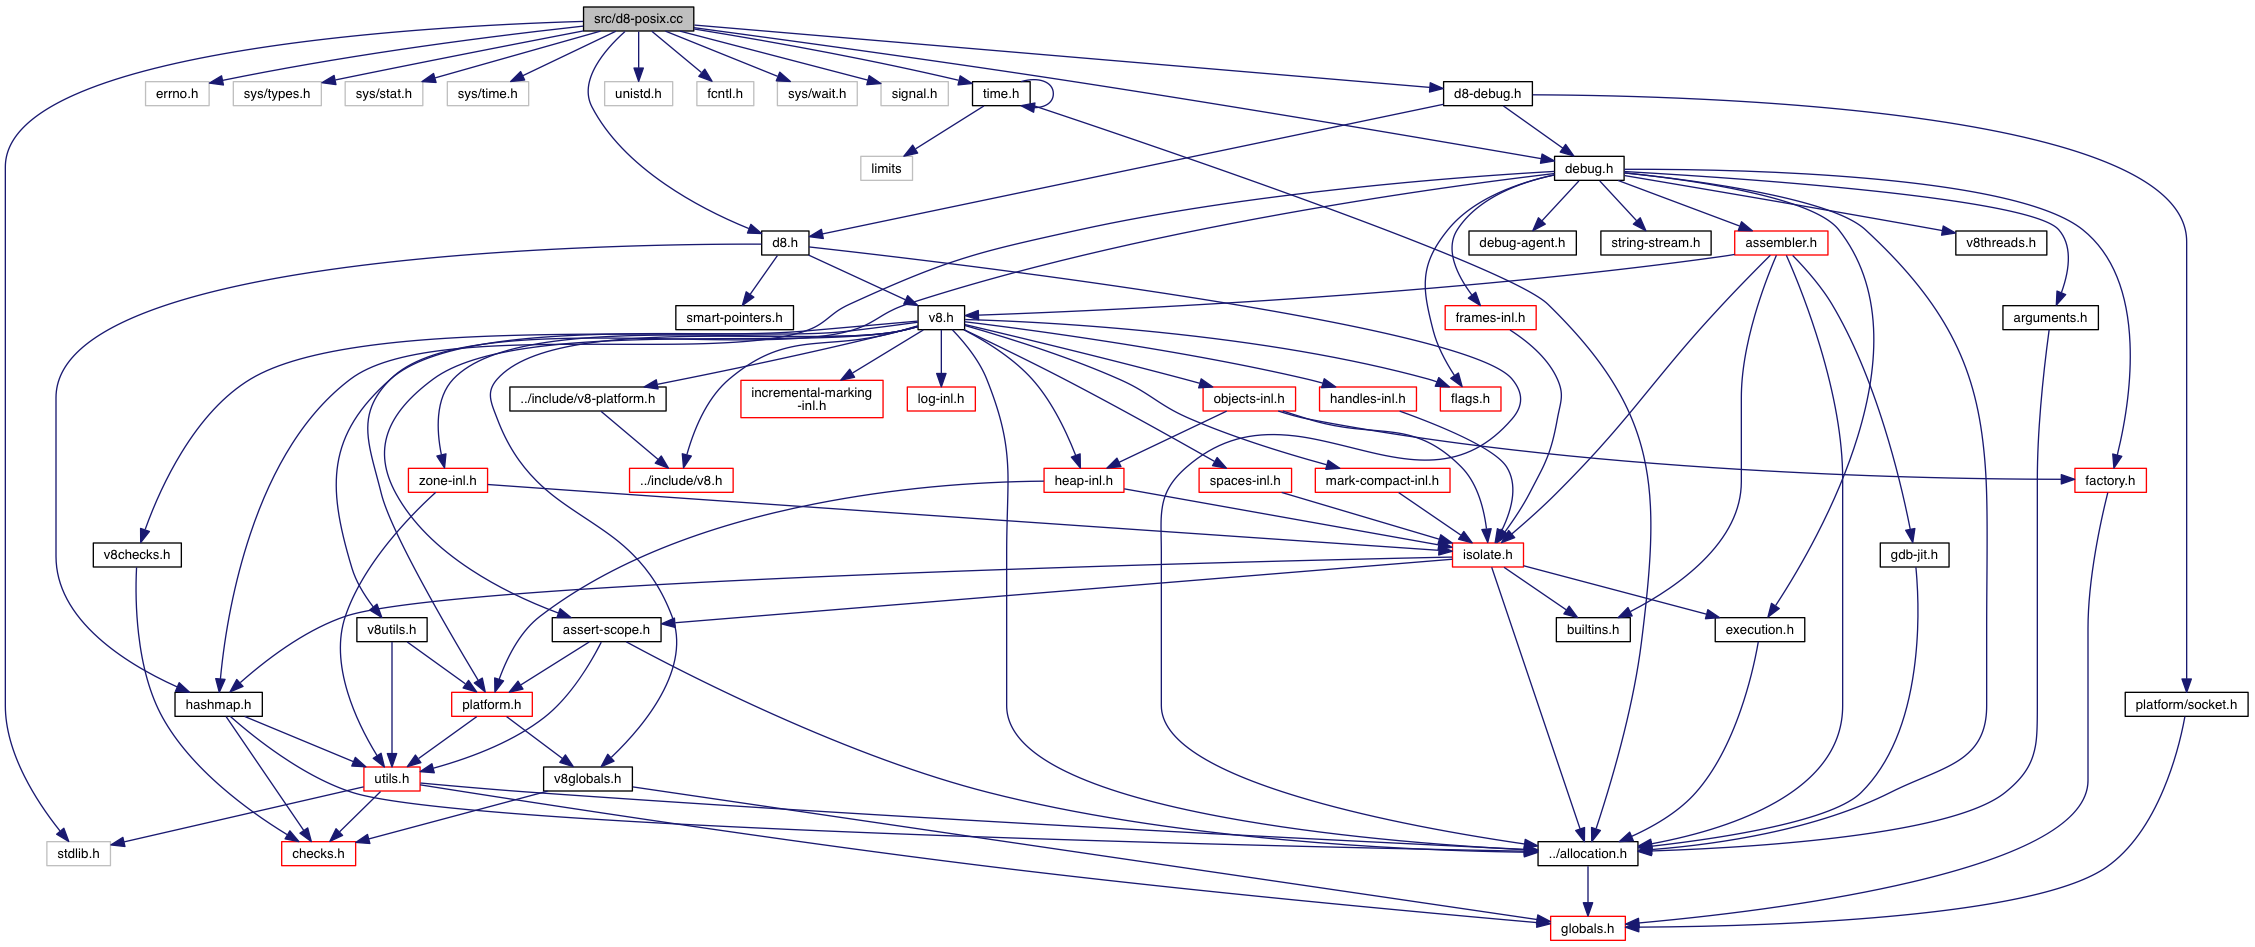 src/d8-posix.cc
errno.h
sys/types.h
sys/stat.h
sys/time.h
unistd.h
fcntl.h
sys/wait.h
signal.h
time.h
d8-debug.h
limits
debug.h
d8.h
debug-agent.h
string-stream.h
assembler.h
v8threads.h
smart-pointers.h
v8.h
frames-inl.h
arguments.h
../include/v8-platform.h
incremental-marking
-inl.h
log-inl.h
objects-inl.h
handles-inl.h
flags.h
zone-inl.h
../include/v8.h
heap-inl.h
spaces-inl.h
mark-compact-inl.h
factory.h
v8checks.h
isolate.h
gdb-jit.h
v8utils.h
assert-scope.h
builtins.h
execution.h
hashmap.h
platform.h
platform/socket.h
utils.h
v8globals.h
stdlib.h
checks.h
../allocation.h
globals.h